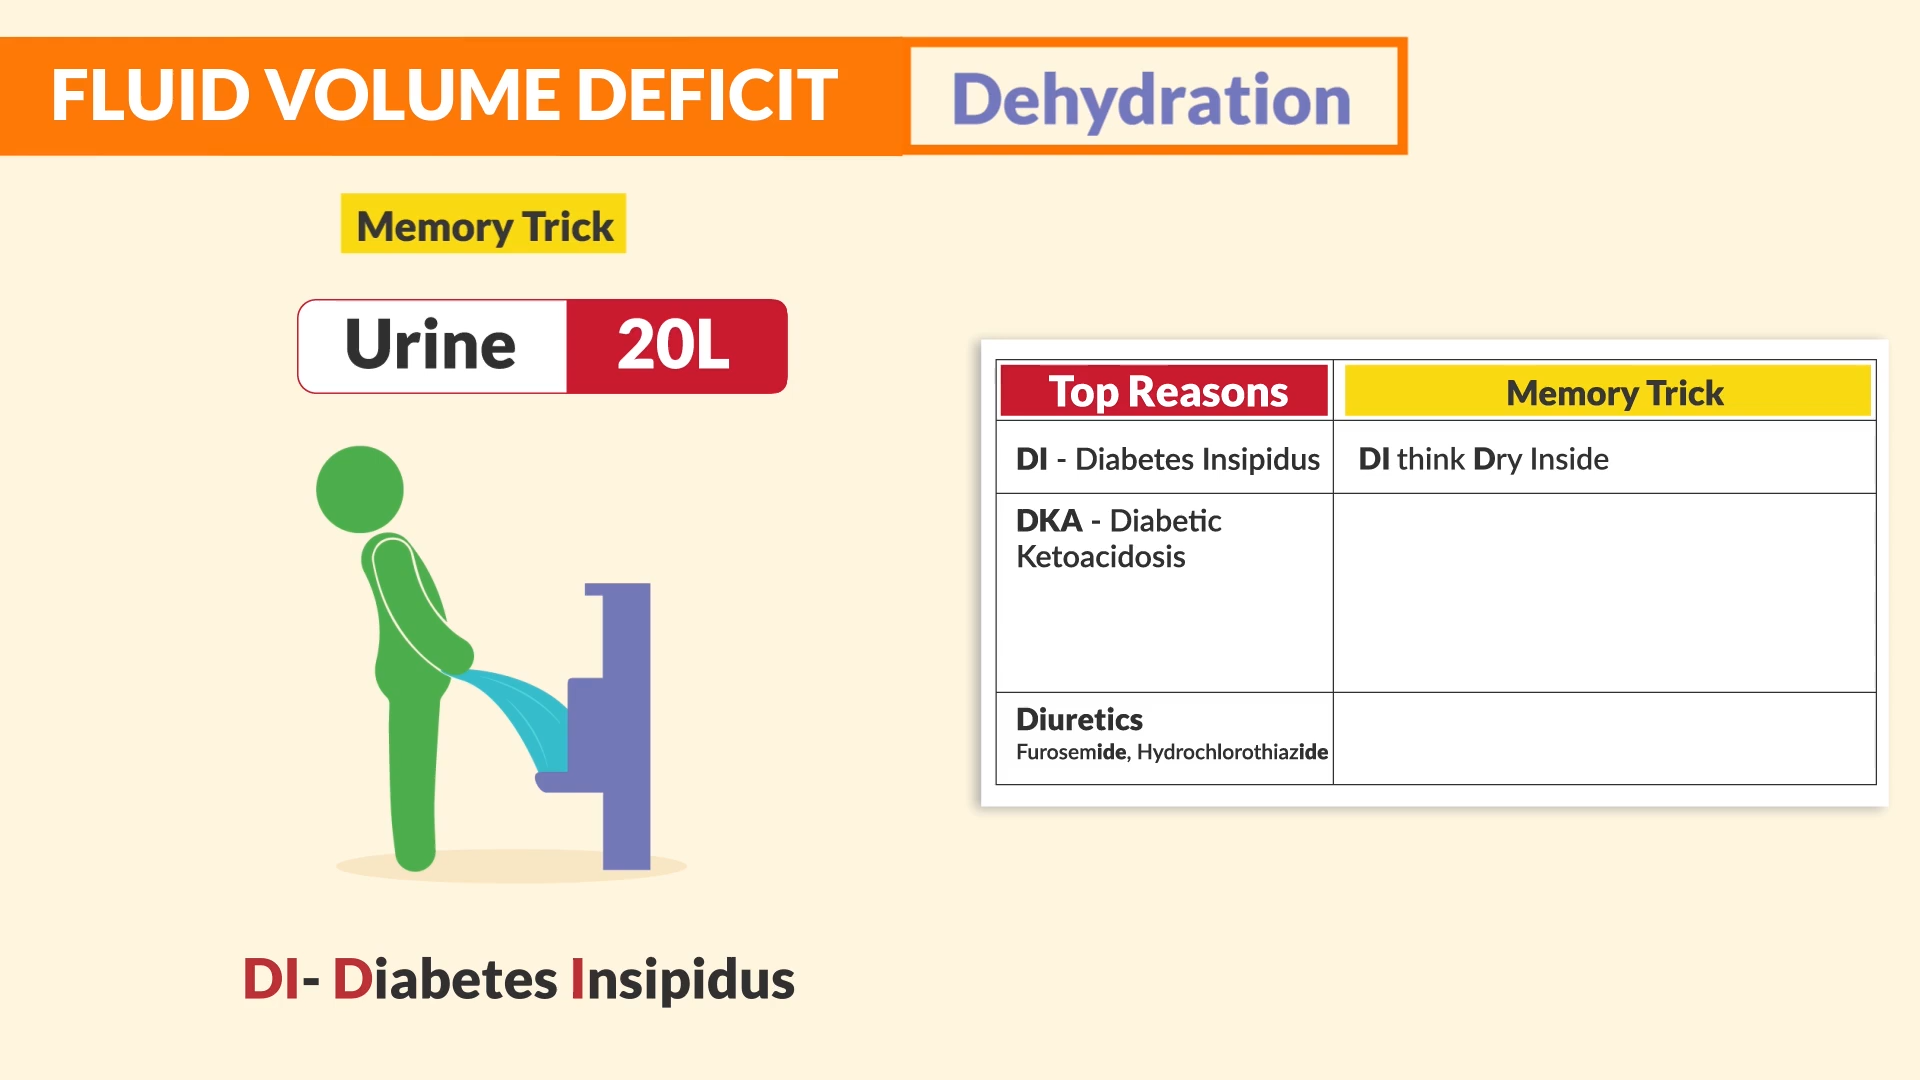 FLUID VOLUME DEFICIT
Dehydration
Memory Trick
Urine 20L
DI- Diabetes Insipidus
Top Reasons
Memory Trick
DI - Diabetes Insipidus
DI think Dry Inside
DKA - Diabetic
Ketoacidosis
Diuretics
Furosemide, Hydrochlorothiazide